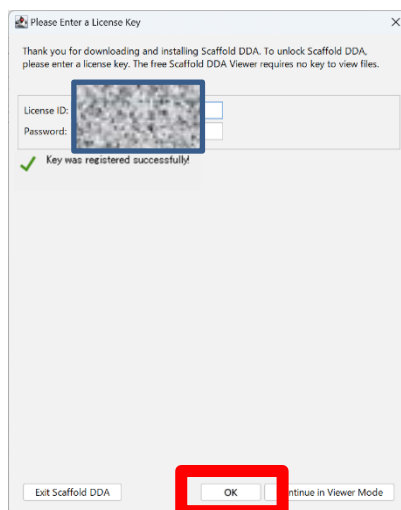 Please Enter a License Key
Thank you for downloading and installing Scaffold DDA. To unlock Scaffold DDA,
please enter a license key. The free Scaffold DDA Viewer requires no key to view files.
License ID:
Password:
Key was registered successfully!
Exit Scaffold DDA
OK
in Viewer Mode